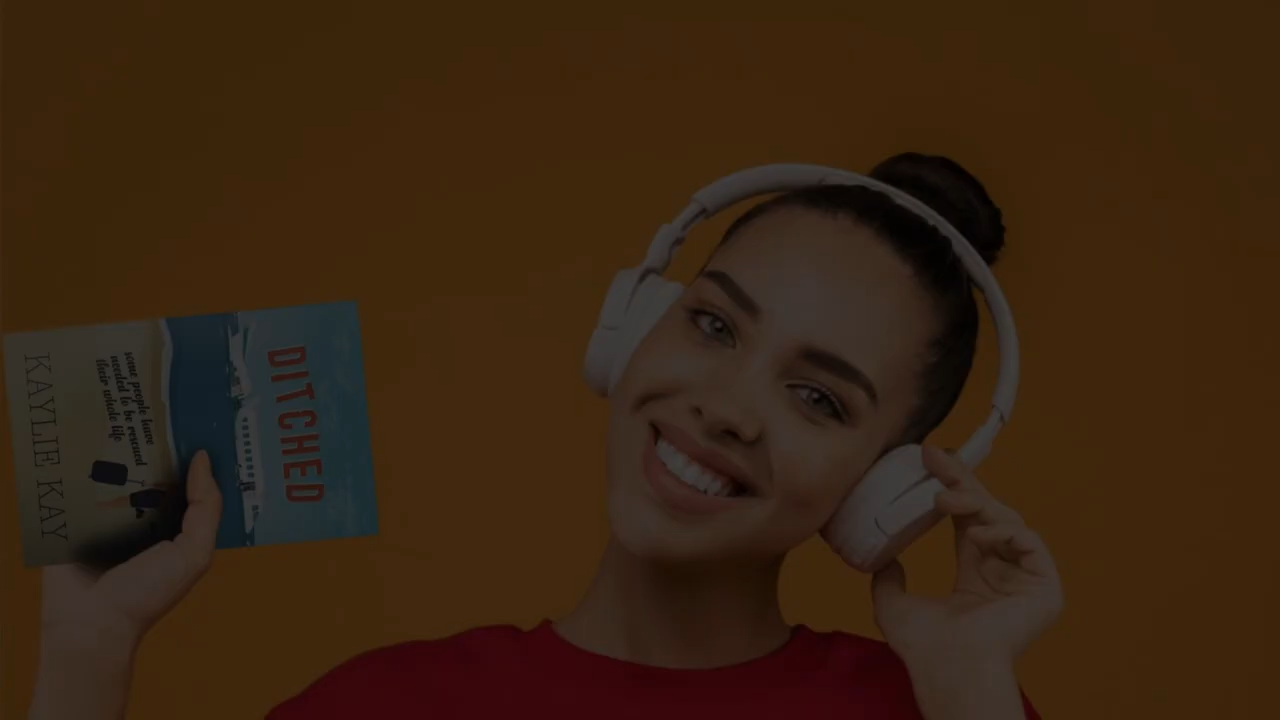 DITCHED
some people have
needed to be rescued
their whole life
KAYLIE KAY